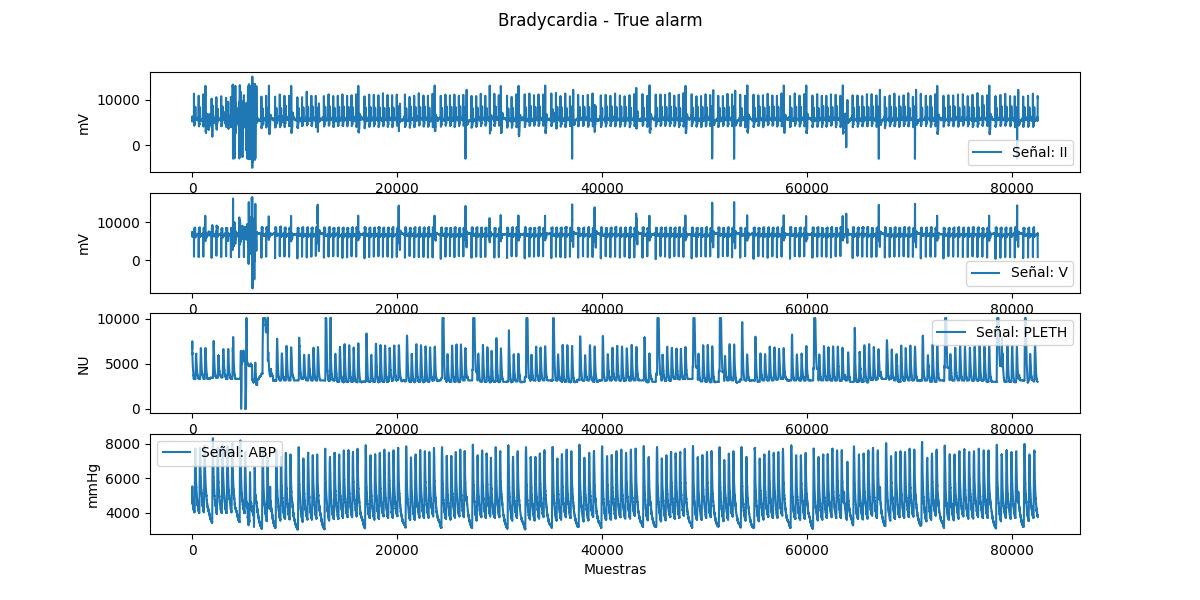 Bradycardia - True alarm
10000
0
mV
Señal: II
0 20000 40000 60000 80000
10000
0
mV
Señal: V
0 20000 40000 60000 80000
10000
5000
0
NU
Señal: PLETH
0 20000 40000 60000 80000
8000
6000
4000
mmHg
Señal: ABP
0 20000 40000 60000 80000
Muestras